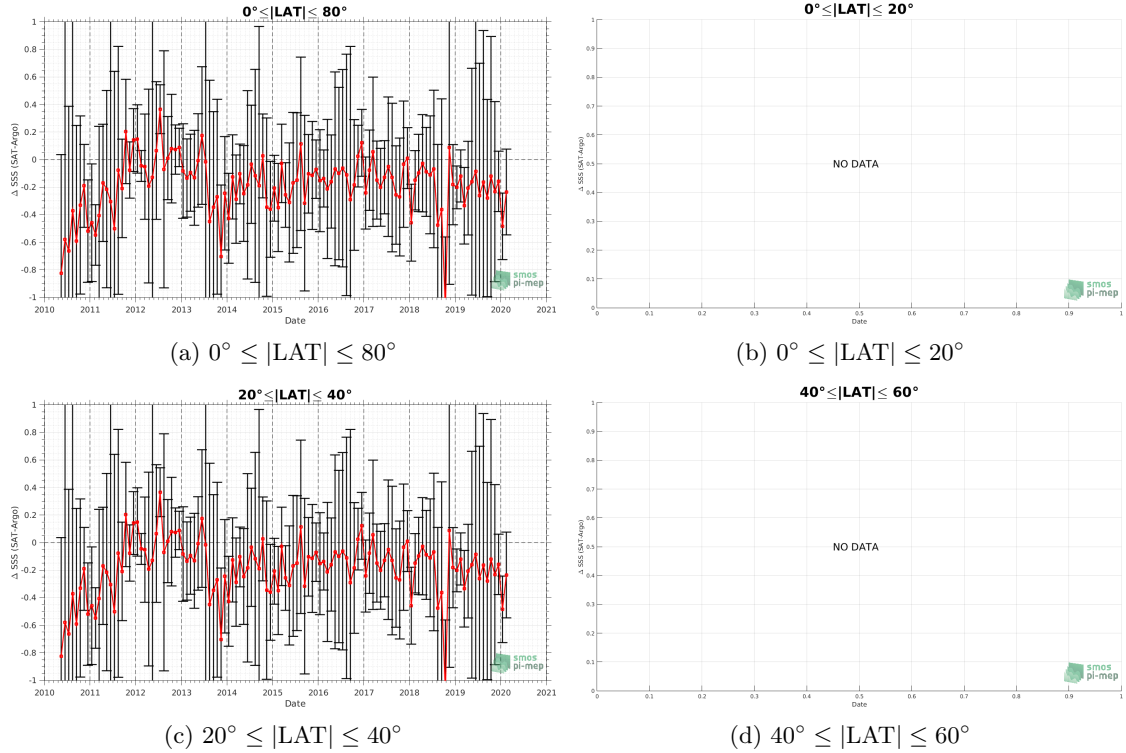 0°≤|LAT|≤ 80°
1
0.8
0.6
0.4
0.2
0
-0.2
-0.4
-0.6
-0.8
-1
Δ SSS (SAT-Argo)
2010 2011 2012 2013 2014 2015 2016 2017 2018 2019 2020 2021
Date
smos
pi-mep
(a) 0° ≤ |LAT| ≤ 80°
0°≤|LAT|≤ 20°
1
0.9
0.8
0.7
0.6
0.5
0.4
0.3
0.2
0.1
0
Δ SSS (SAT-Argo)
NO DATA
0 0.1 0.2 0.3 0.4 0.5 0.6 0.7 0.8 0.9 1
Date
smos
pi-mep
(b) 0° ≤ |LAT| ≤ 20°
20°≤|LAT|≤ 40°
1
0.8
0.6
0.4
0.2
0
-0.2
-0.4
-0.6
-0.8
-1
Δ SSS (SAT-Argo)
2010 2011 2012 2013 2014 2015 2016 2017 2018 2019 2020 2021
Date
smos
pi-mep
(c) 20° ≤ |LAT| ≤ 40°
40°≤|LAT|≤ 60°
1
0.9
0.8
0.7
0.6
0.5
0.4
0.3
0.2
0.1
0
Δ SSS (SAT-Argo)
NO DATA
0 0.1 0.2 0.3 0.4 0.5 0.6 0.7 0.8 0.9 1
Date
smos
pi-mep
(d) 40° ≤ |LAT| ≤ 60°